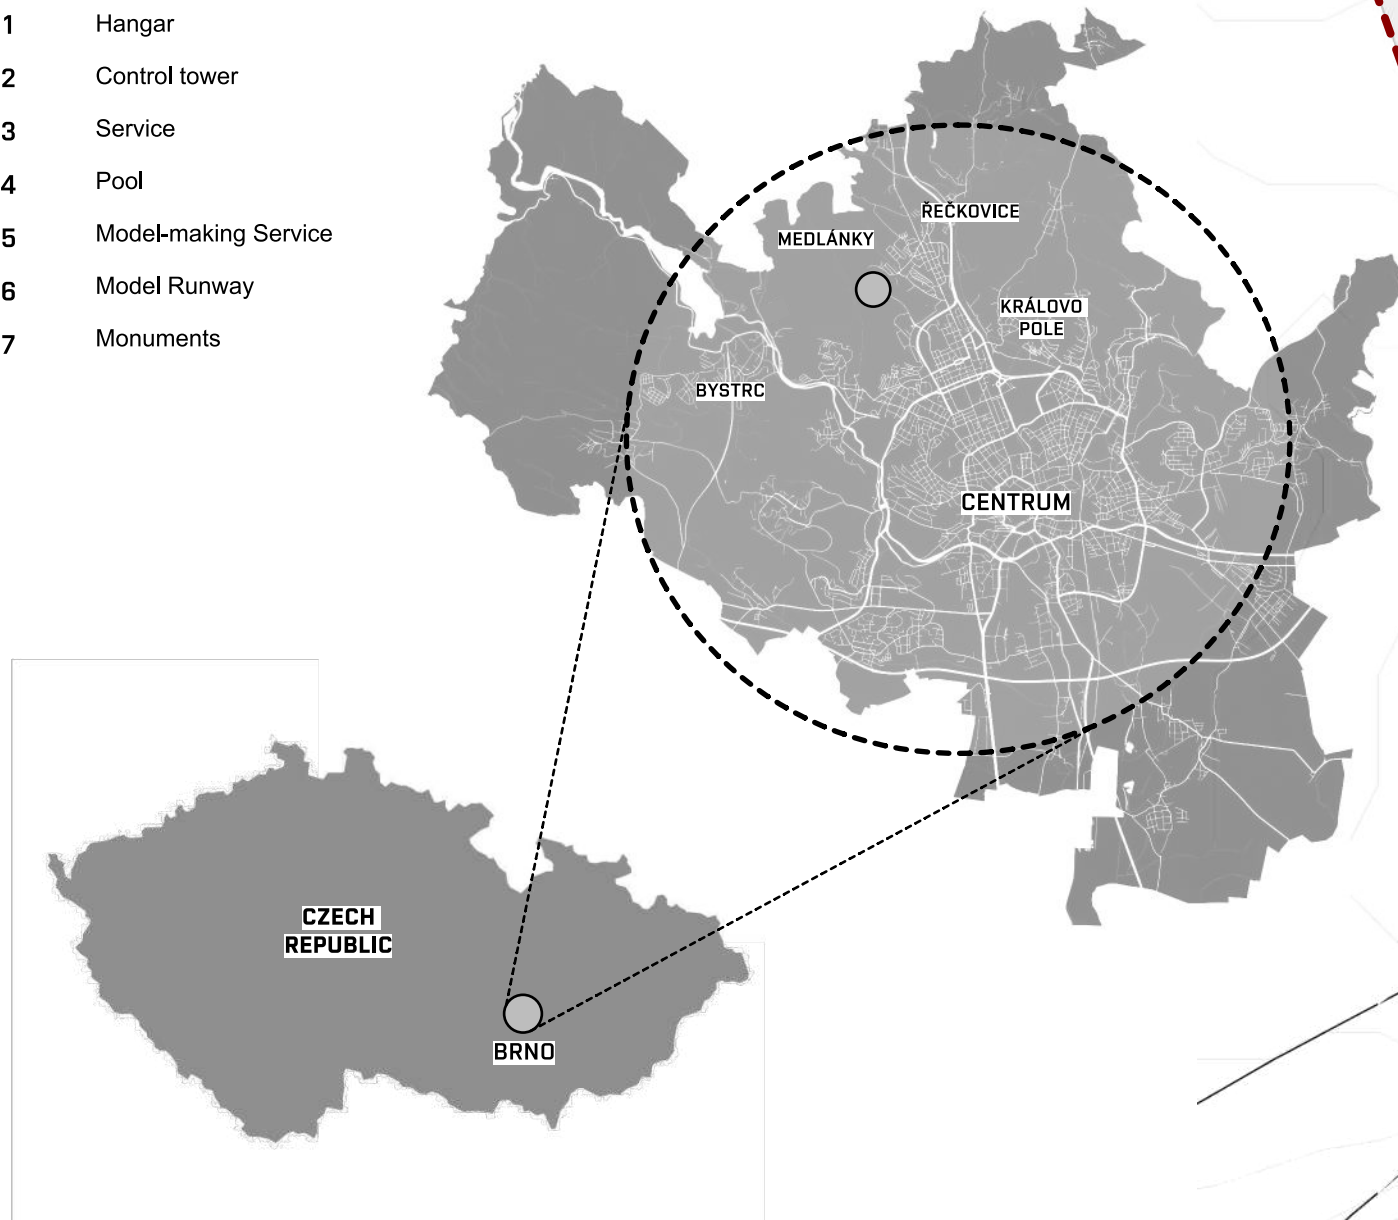 1 Hangar
2 Control tower
3 Service
4 Pool
5 Model-making Service
6 Model Runway
7 Monuments
ŘEČKOVICE
MEDLÁNKY
KRÁLOVO
POLE
BYSTRC
CENTRUM
CZECH
REPUBLIC
BRNO